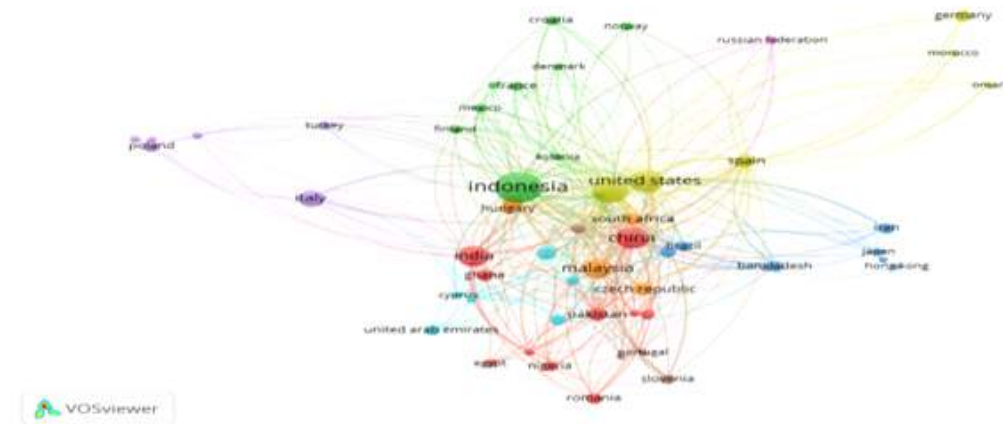 germany
croatia
norway
russian federation
morocco
denmark
france
oman
mexico
turkey
finland
poland
spain
indonesia
united states
italy
hungary
south africa
china
iran
brazil
india
japan
malaysia
bangladesh
hong kong
ghana
czech republic
cyprus
pakistan
united arab emirates
portugal
egypt
nigeria
slovenia
romania
VOSviewer